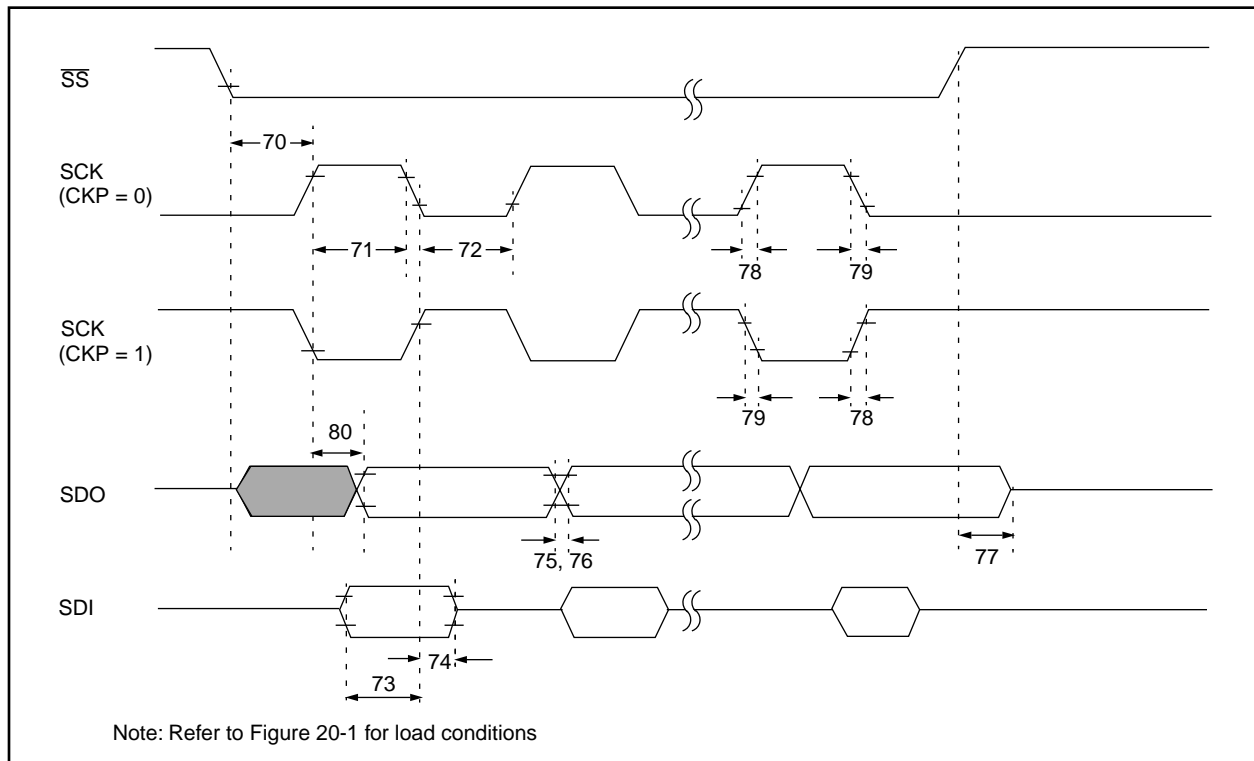 SS
70
SCK
(CKP = 0)
71
72
78
79
SCK
(CKP = 1)
79
78
80
SDO
75, 76
77
SDI
74
73
Note: Refer to Figure 20-1 for load conditions